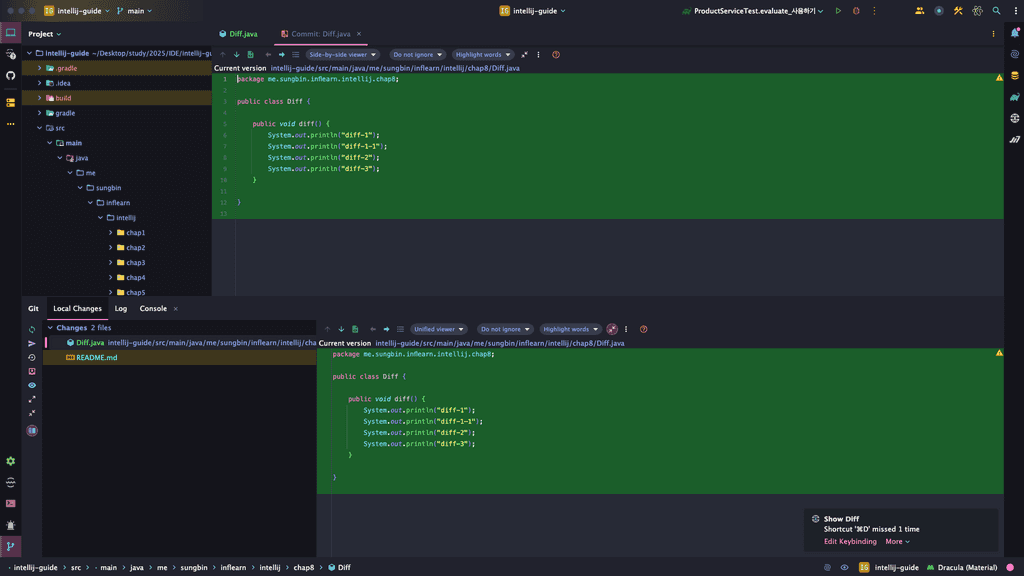 IG intellij-guide main
IG intellij-guide
ProductServiceTest.evaluate_사용하기
Project
Diff.java
Commit: Diff.java
intellij-guide ~/Desktop/study/2025/IDE/intellij-gu
.gradle
.idea
build
gradle
src
main
java
me
sungbin
inflearn
intellij
chap1
chap2
chap3
chap4
chap5
Side-by-side viewer Do not ignore Highlight words
Current version intellij-guide/src/main/java/me/sungbin/inflearn/intellij/chap8/Diff.java
1 package me.sungbin.inflearn.intellij.chap8;
2
3 public class Diff {
4
5 public void diff() {
6 System.out.println("diff-1");
7 System.out.println("diff-1-1");
8 System.out.println("diff-2");
9 System.out.println("diff-3");
10 }
11
12 }
13
Git Local Changes Log Console
Changes 2 files
Diff.java intellij-guide/src/main/java/me/sungbin/inflearn/intellij/cha
README.md
Unified viewer Do not ignore Highlight words
Current version intellij-guide/src/main/java/me/sungbin/inflearn/intellij/chap8/Diff.java
package me.sungbin.inflearn.intellij.chap8;
public class Diff {
public void diff() {
System.out.println("diff-1");
System.out.println("diff-1-1");
System.out.println("diff-2");
System.out.println("diff-3");
}
}
Show Diff
Shortcut '⌘D' missed 1 time
Edit Keybinding More
intellij-guide > src > main > java > me > sungbin > inflearn > intellij > chap8 > Diff
IG intellij-guide Dracula (Material)